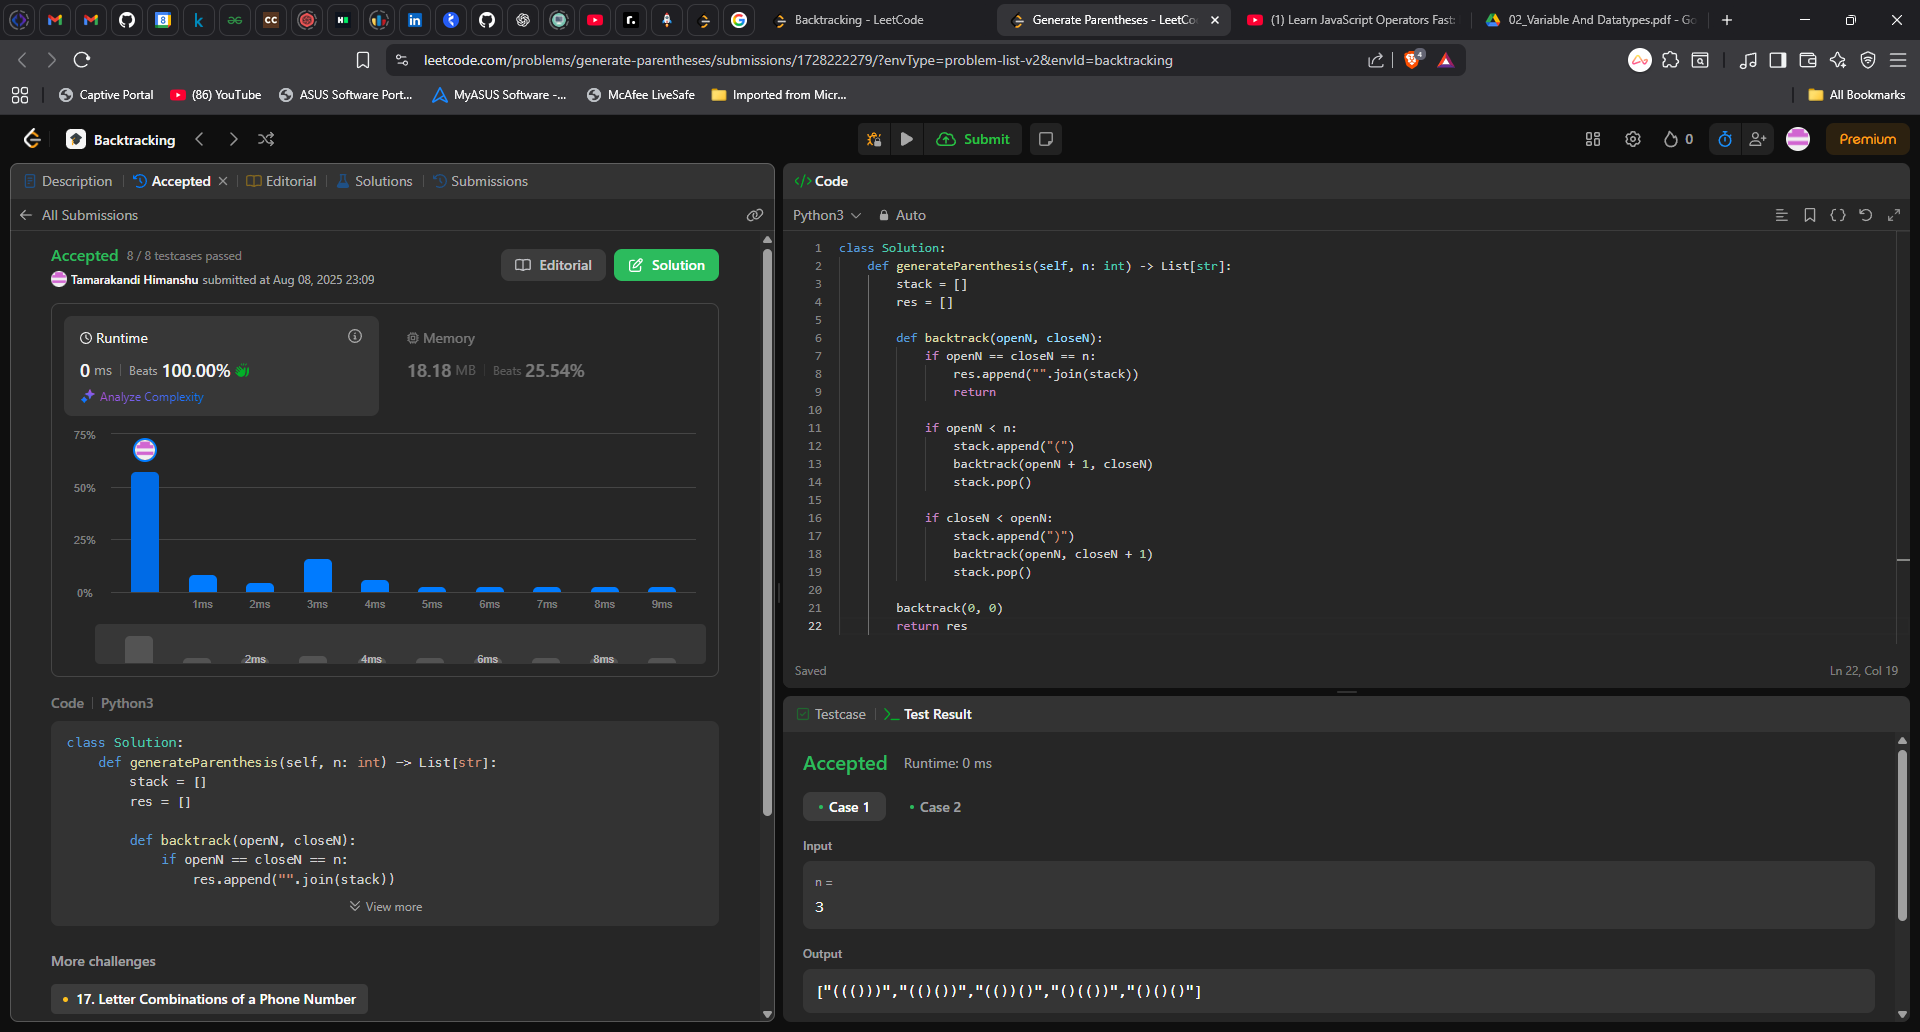 Backtracking - LeetCode
Generate Parentheses - LeetCo
(1) Learn JavaScript Operators Fast:
02_Variable And Datatypes.pdf - Go
leetcode.com/problems/generate-parentheses/submissions/1728222279/?envType=problem-list-v2&envId=backtracking
4
Captive Portal
(86) YouTube
ASUS Software Port...
MyASUS Software -...
McAfee LiveSafe
Imported from Micr...
All Bookmarks
Backtracking
Submit
0
Premium
Description
Accepted
Editorial
Solutions
Submissions
All Submissions
Accepted 8 / 8 testcases passed
Tamarakandi Himanshu submitted at Aug 08, 2025 23:09
Editorial
Solution
Runtime
0 ms | Beats 100.00%
Analyze Complexity
Memory
18.18 MB | Beats 25.54%
75%
50%
25%
0%
1ms 2ms 3ms 4ms 5ms 6ms 7ms 8ms 9ms
2ms 4ms 6ms 8ms
Code | Python3
class Solution:
def generateParenthesis(self, n: int) -> List[str]:
stack = []
res = []
def backtrack(openN, closeN):
if openN == closeN == n:
res.append("".join(stack))
View more
More challenges
17. Letter Combinations of a Phone Number
</> Code
Python3
Auto
1 class Solution:
2 def generateParenthesis(self, n: int) -> List[str]:
3 stack = []
4 res = []
5
6 def backtrack(openN, closeN):
7 if openN == closeN == n:
8 res.append("".join(stack))
9 return
10
11 if openN < n:
12 stack.append("(")
13 backtrack(openN + 1, closeN)
14 stack.pop()
15
16 if closeN < openN:
17 stack.append(")")
18 backtrack(openN, closeN + 1)
19 stack.pop()
20
21 backtrack(0, 0)
22 return res
Saved
Ln 22, Col 19
Testcase
Test Result
Accepted Runtime: 0 ms
Case 1
Case 2
Input
n =
3
Output
["((()))","(()())","(())()","()(())","()()()"]